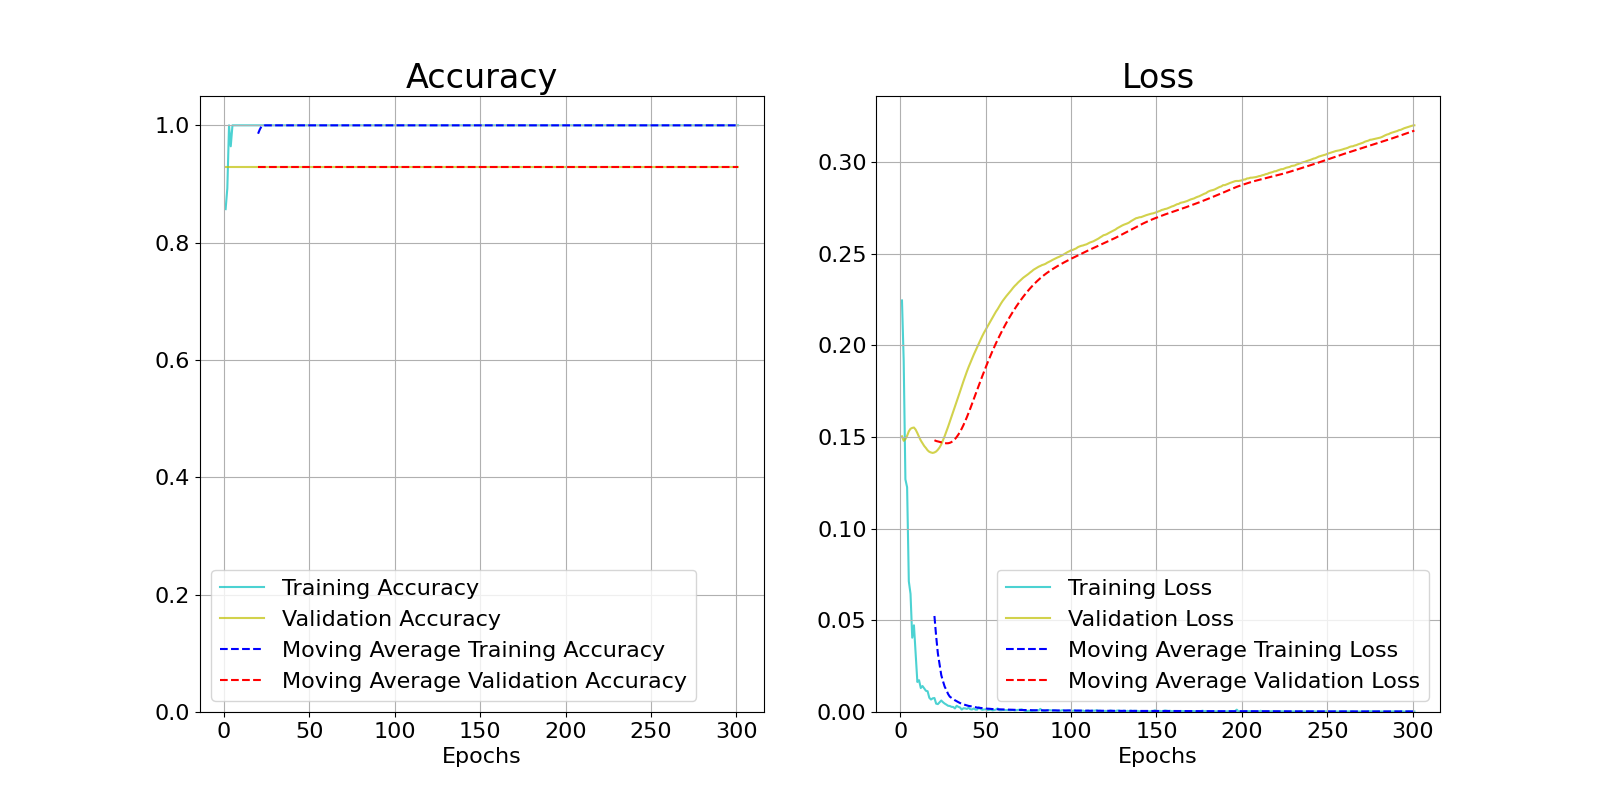 Accuracy
1.0
0.8
0.6
0.4
0.2
0.0
0 50 100 150 200 250 300
Epochs
Training Accuracy
Validation Accuracy
Moving Average Training Accuracy
Moving Average Validation Accuracy
Loss
0.30
0.25
0.20
0.15
0.10
0.05
0.00
0 50 100 150 200 250 300
Epochs
Training Loss
Validation Loss
Moving Average Training Loss
Moving Average Validation Loss